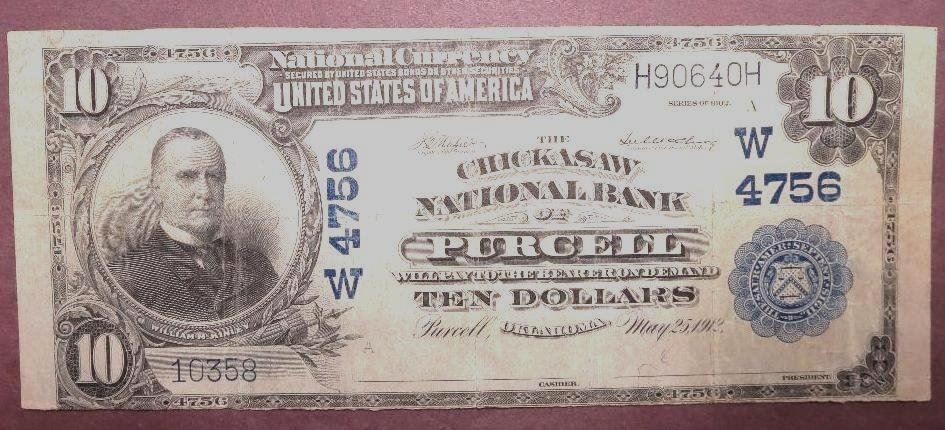 4756 4756
10 National Currency H90640H 10
SECURED BY UNITED STATES BONDS OR OTHER SECURITIES
UNITED STATES OF AMERICA
SERIES OF 1902. A
THE
CHICKASAW
NATIONAL BANK
OF
PURCELL
WILL PAY TO THE BEARER ON DEMAND
TEN DOLLARS
Purcell, OKLAHOMA, May 25, 1912.
W 4756
W
4756
4756
4756
WILLIAM McKINLEY
A
10 10358
CASHIER. PRESIDENT.
4756 4756